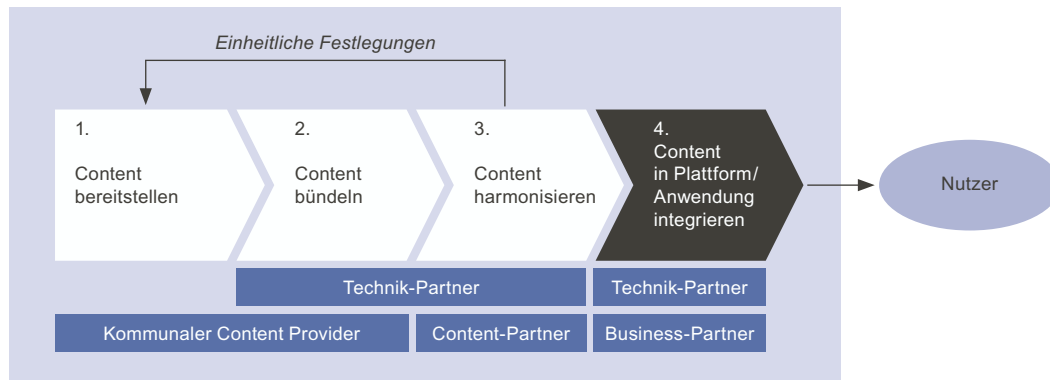 Einheitliche Festlegungen
1.
Content
bereitstellen
2.
Content
bündeln
3.
Content
harmonisieren
4.
Content
in Plattform/
Anwendung
integrieren
Nutzer
Technik-Partner
Technik-Partner
Kommunaler Content Provider
Content-Partner
Business-Partner